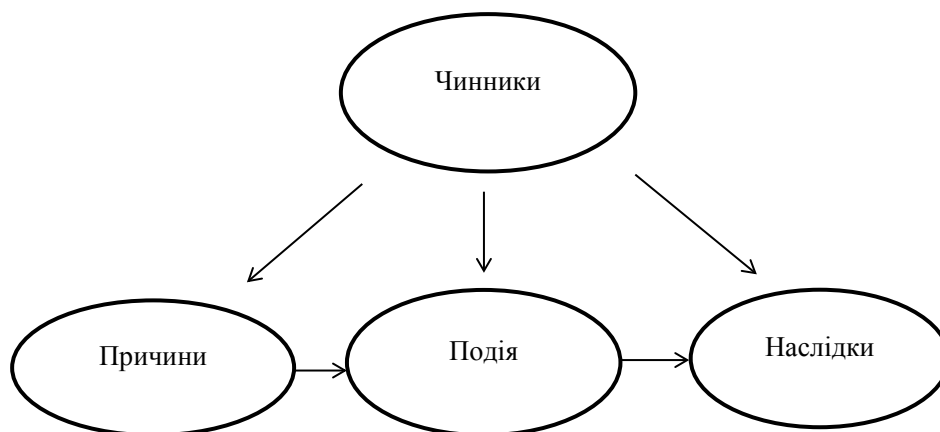 Чинники
Причини
Подія
Наслідки